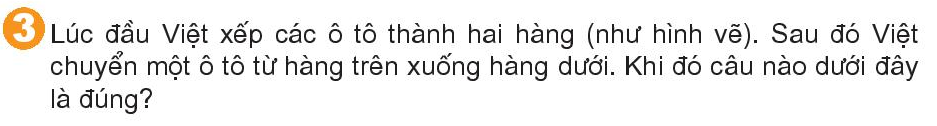 3 Lúc đầu Việt xếp các ô tô thành hai hàng (như hình vẽ). Sau đó Việt
chuyển một ô tô từ hàng trên xuống hàng dưới. Khi đó câu nào dưới đây
là đúng?